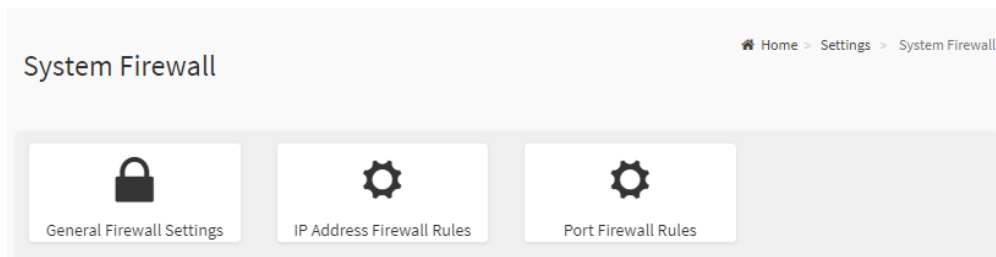 Home > Settings > System Firewall
System Firewall
General Firewall Settings
IP Address Firewall Rules
Port Firewall Rules